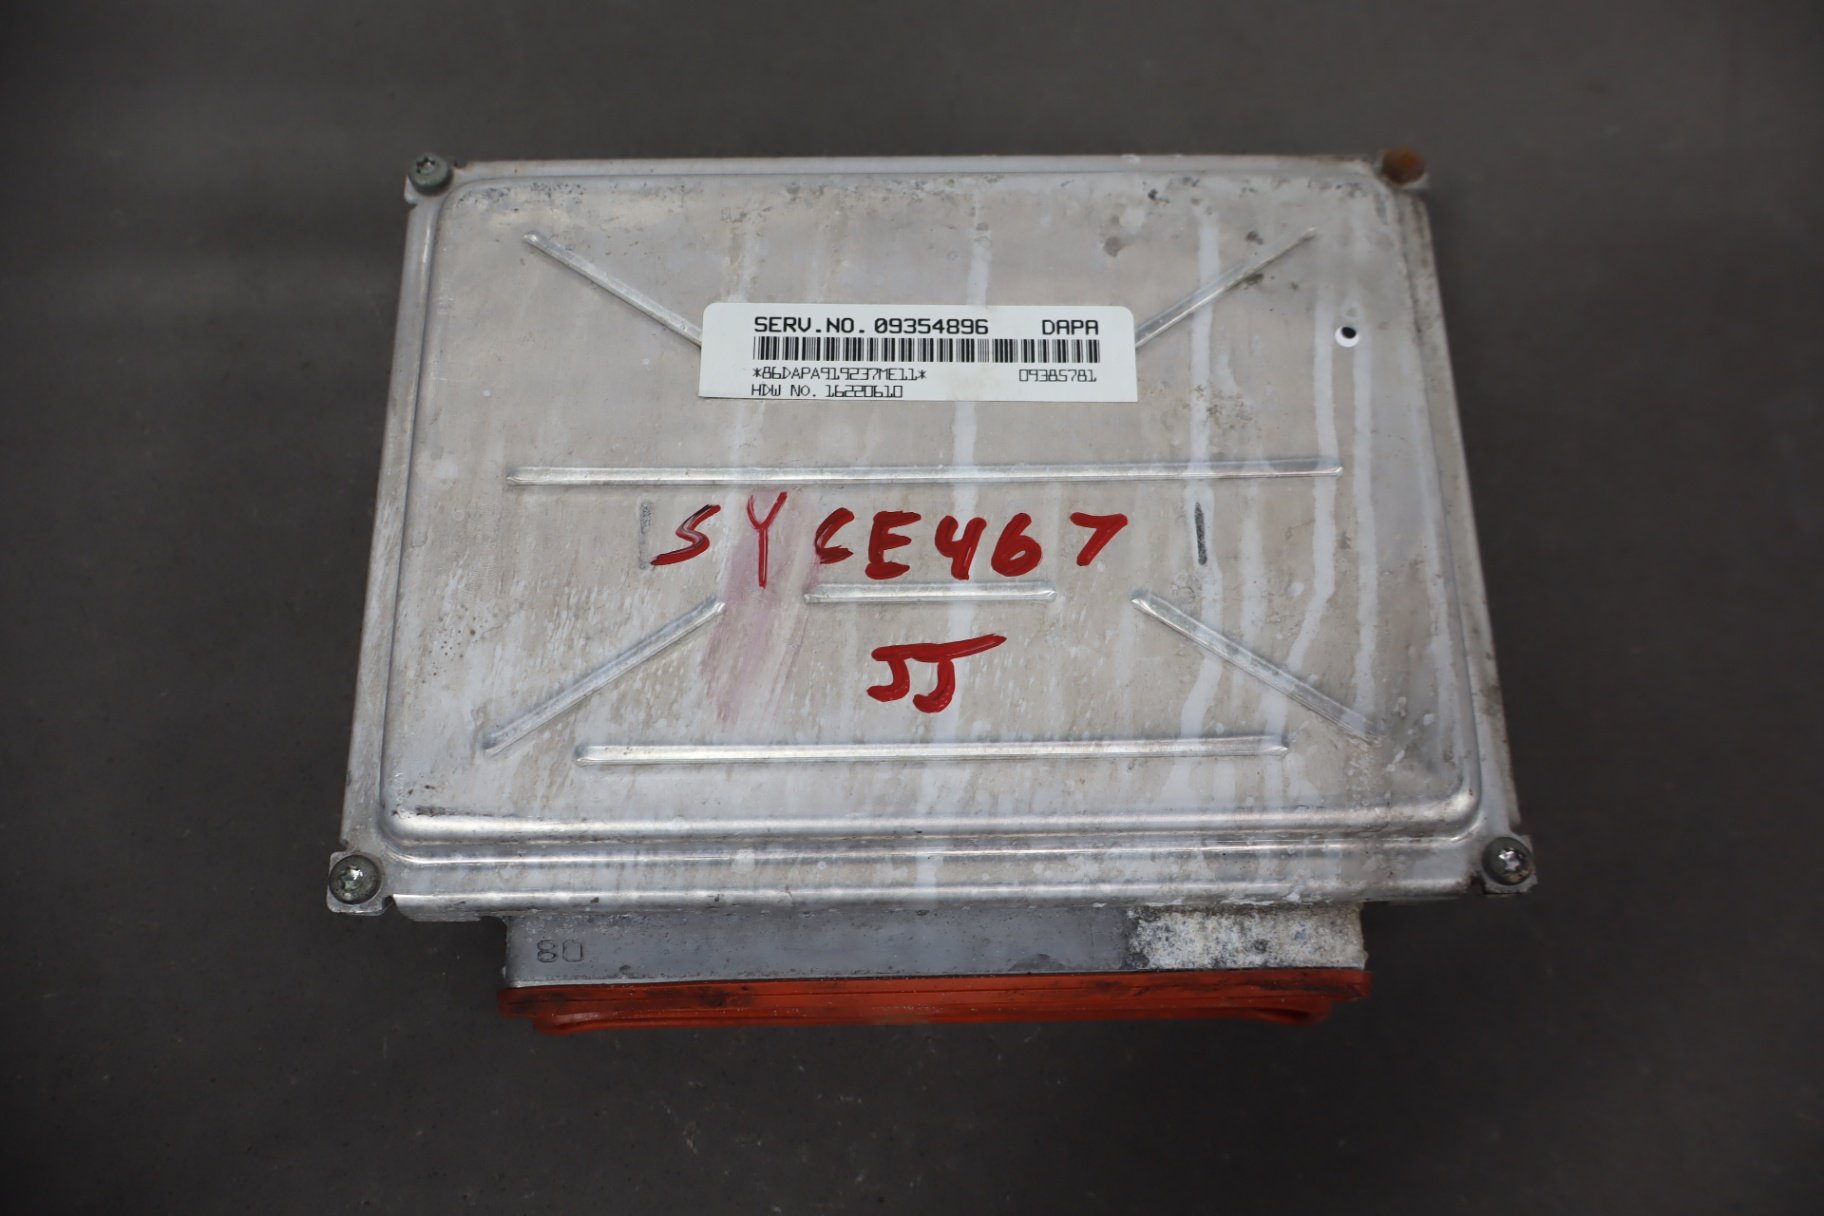 SERV.NO. 09354896 DAPA
*86DAPA919237ME11* 09385781
HDW NO. 16220610
SYCE467
JJ
80